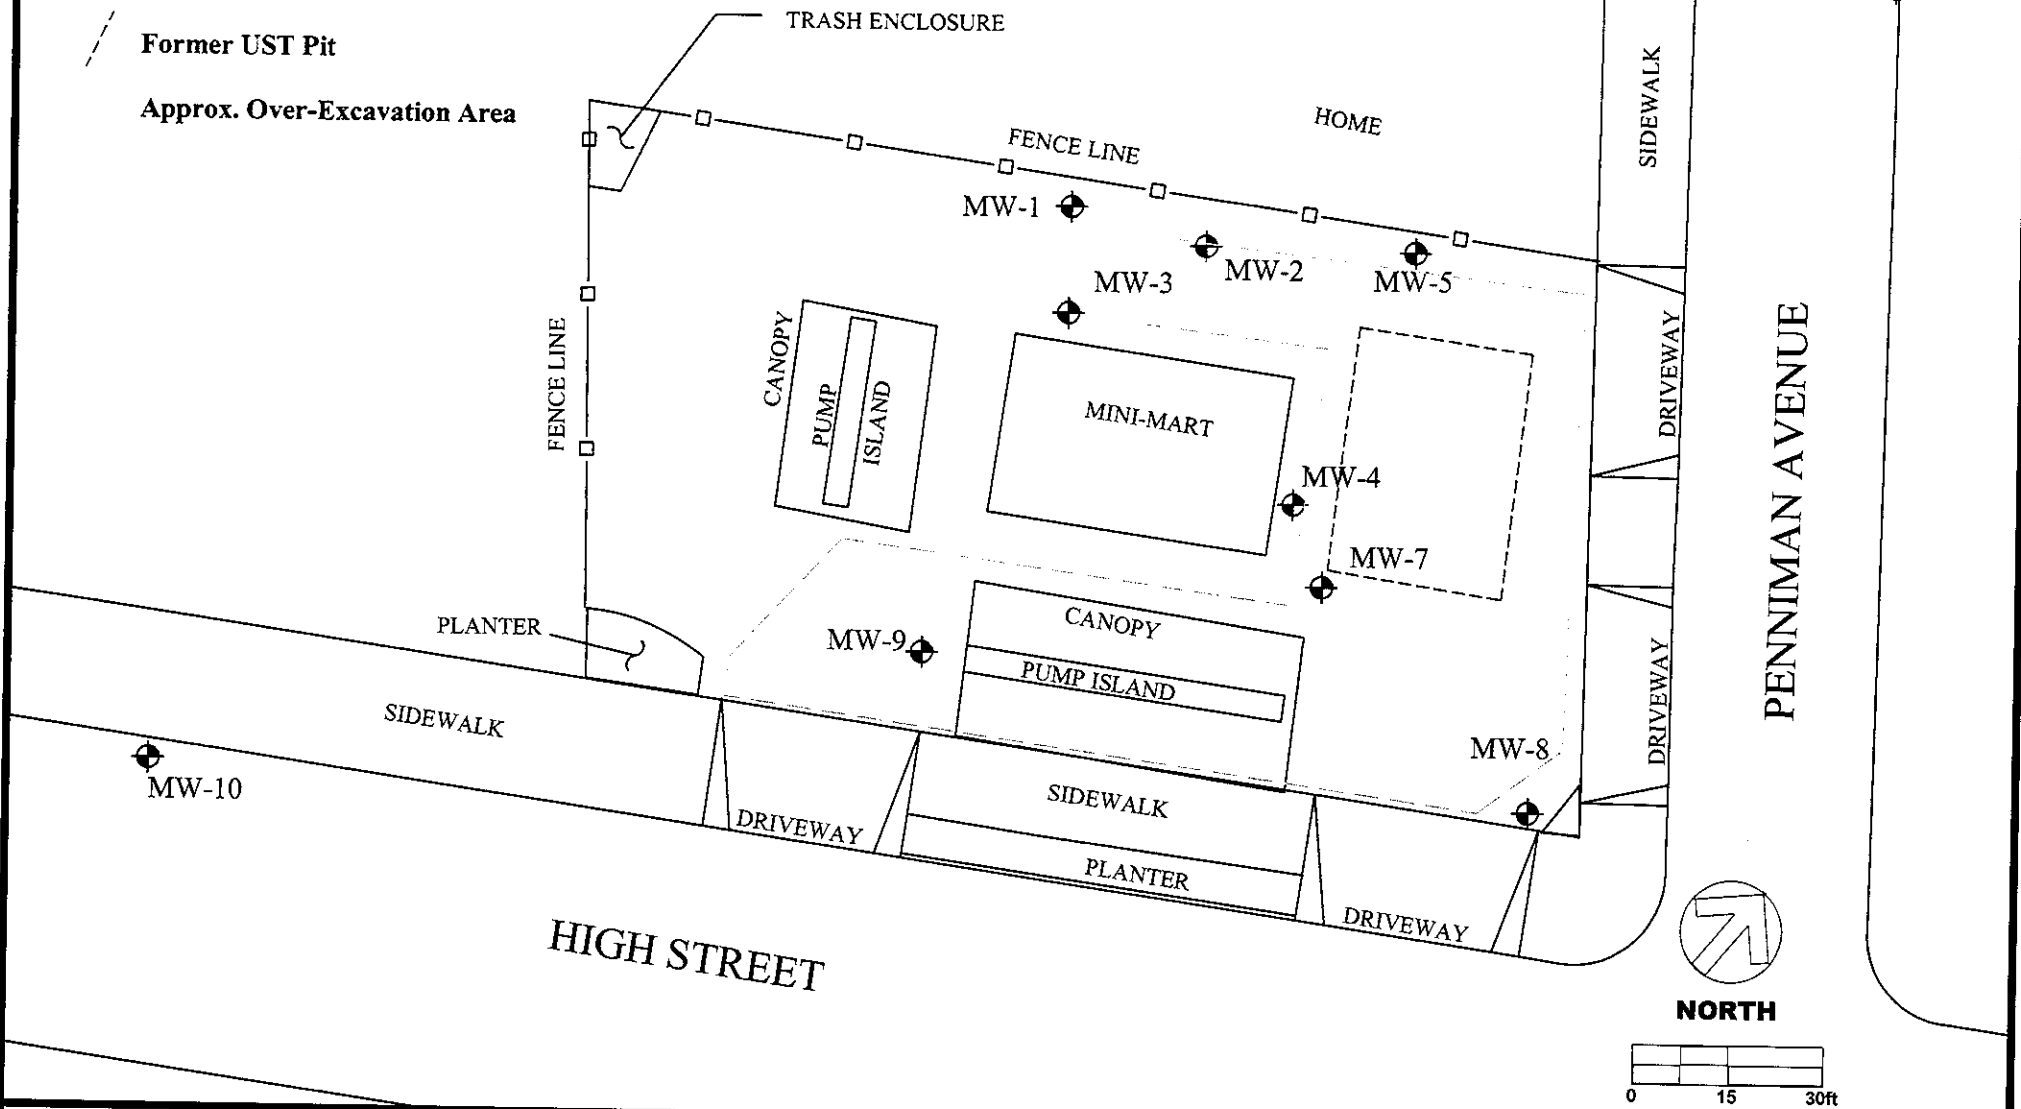 TRASH ENCLOSURE
Former UST Pit
Approx. Over-Excavation Area
SIDEWALK
HOME
FENCE LINE
MW-1
MW-2
MW-5
MW-3
FENCE LINE
CANOPY
PUMP
ISLAND
MINI-MART
DRIVEWAY
PENNIMAN AVENUE
MW-4
MW-7
PLANTER
MW-9
CANOPY
PUMP ISLAND
DRIVEWAY
SIDEWALK
MW-8
MW-10
DRIVEWAY
SIDEWALK
PLANTER
DRIVEWAY
HIGH STREET
NORTH
0 15 30ft